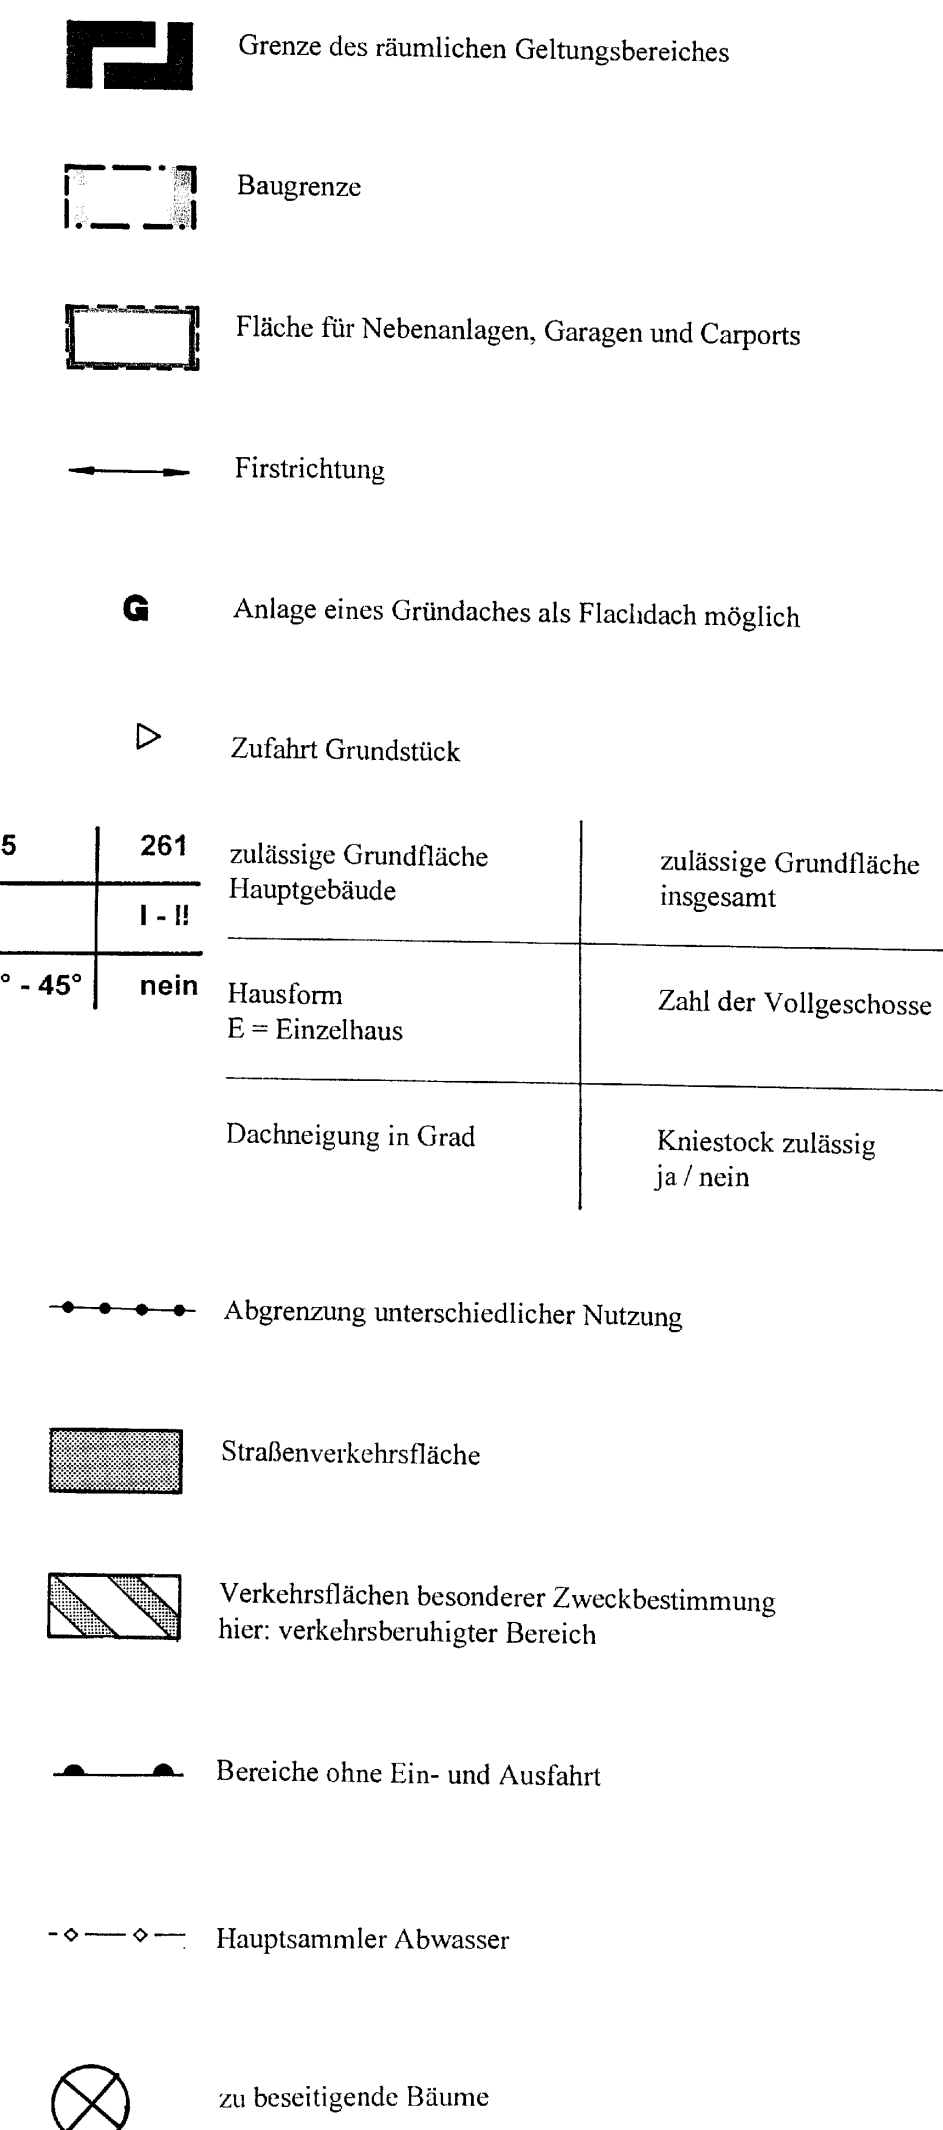 Grenze des räumlichen Geltungsbereiches
Baugrenze
Fläche für Nebenanlagen, Garagen und Carports
Firstrichtung
G Anlage eines Gründaches als Flachdach möglich
Zufahrt Grundstück
5 261
I - II
° - 45° nein
zulässige Grundfläche
Hauptgebäude
zulässige Grundfläche
insgesamt
Hausform
E = Einzelhaus
Zahl der Vollgeschosse
Dachneigung in Grad
Kniestock zulässig
ja / nein
Abgrenzung unterschiedlicher Nutzung
Straßenverkehrsfläche
Verkehrsflächen besonderer Zweckbestimmung
hier: verkehrsberuhigter Bereich
Bereiche ohne Ein- und Ausfahrt
Hauptsammler Abwasser
zu beseitigende Bäume